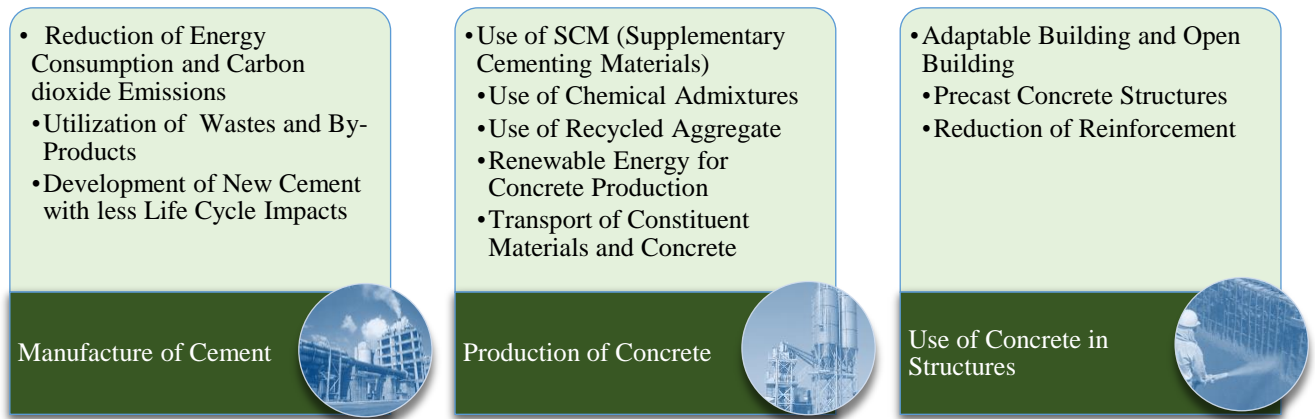 • Reduction of Energy
Consumption and Carbon
dioxide Emissions
•Utilization of Wastes and By-
Products
•Development of New Cement
with less Life Cycle Impacts
Manufacture of Cement
•Use of SCM (Supplementary
Cementing Materials)
•Use of Chemical Admixtures
•Use of Recycled Aggregate
•Renewable Energy for
Concrete Production
•Transport of Constituent
Materials and Concrete
Production of Concrete
•Adaptable Building and Open
Building
•Precast Concrete Structures
•Reduction of Reinforcement
Use of Concrete in
Structures